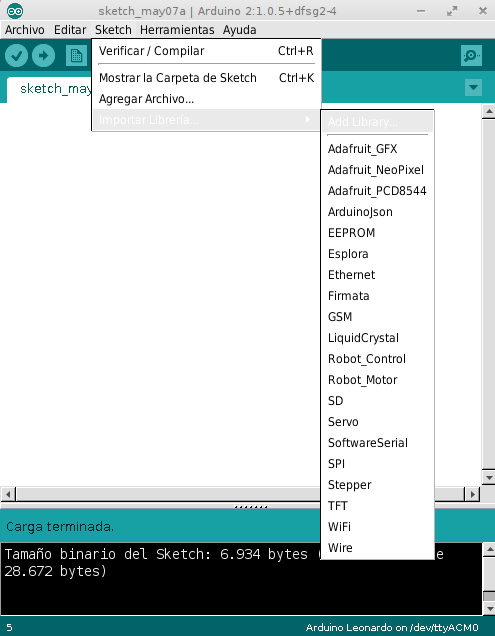 sketch_may07a | Arduino 2:1.0.5+dfsg2-4
Archivo Editar Sketch Herramientas Ayuda
Verificar / Compilar Ctrl+R
Mostrar la Carpeta de Sketch Ctrl+K
sketch_may
Agregar Archivo...
Importar Librería...
Add Library...
Adafruit_GFX
Adafruit_NeoPixel
Adafruit_PCD8544
ArduinoJson
EEPROM
Esplora
Ethernet
Firmata
GSM
LiquidCrystal
Robot_Control
Robot_Motor
SD
Servo
SoftwareSerial
SPI
Stepper
TFT
WiFi
Wire
Carga terminada.
Tamaño binario del Sketch: 6.934 bytes (
e
28.672 bytes)
5 Arduino Leonardo on /dev/ttyACM0